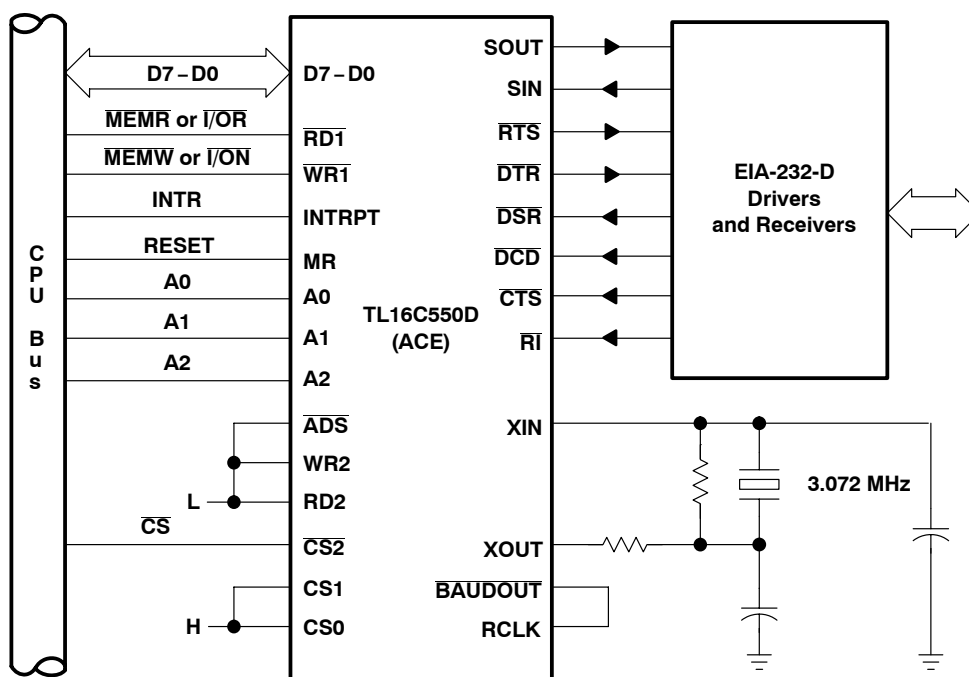 CPU Bus
D7–D0
MEMR or I/OR
MEMW or I/ON
INTR
RESET
A0
A1
A2
L
CS
H
D7–D0
RD1
WR1
INTRPT
MR
A0
A1
A2
ADS
WR2
RD2
CS2
CS1
CS0
TL16C550D
(ACE)
SOUT
SIN
RTS
DTR
DSR
DCD
CTS
RI
XIN
XOUT
BAUDOUT
RCLK
EIA-232-D
Drivers
and Receivers
3.072 MHz